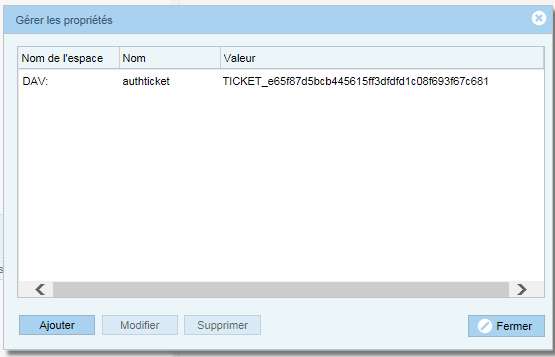 Gérer les propriétés
Nom de l'espace Nom Valeur
DAV: authticket TICKET_e65f87d5bcb445615ff3dfdfd1c08f693f67c681
Ajouter Modifier Supprimer Fermer